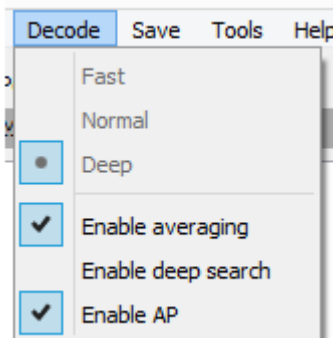 Decode Save Tools Help
Fast
Normal
Deep
Enable averaging
Enable deep search
Enable AP